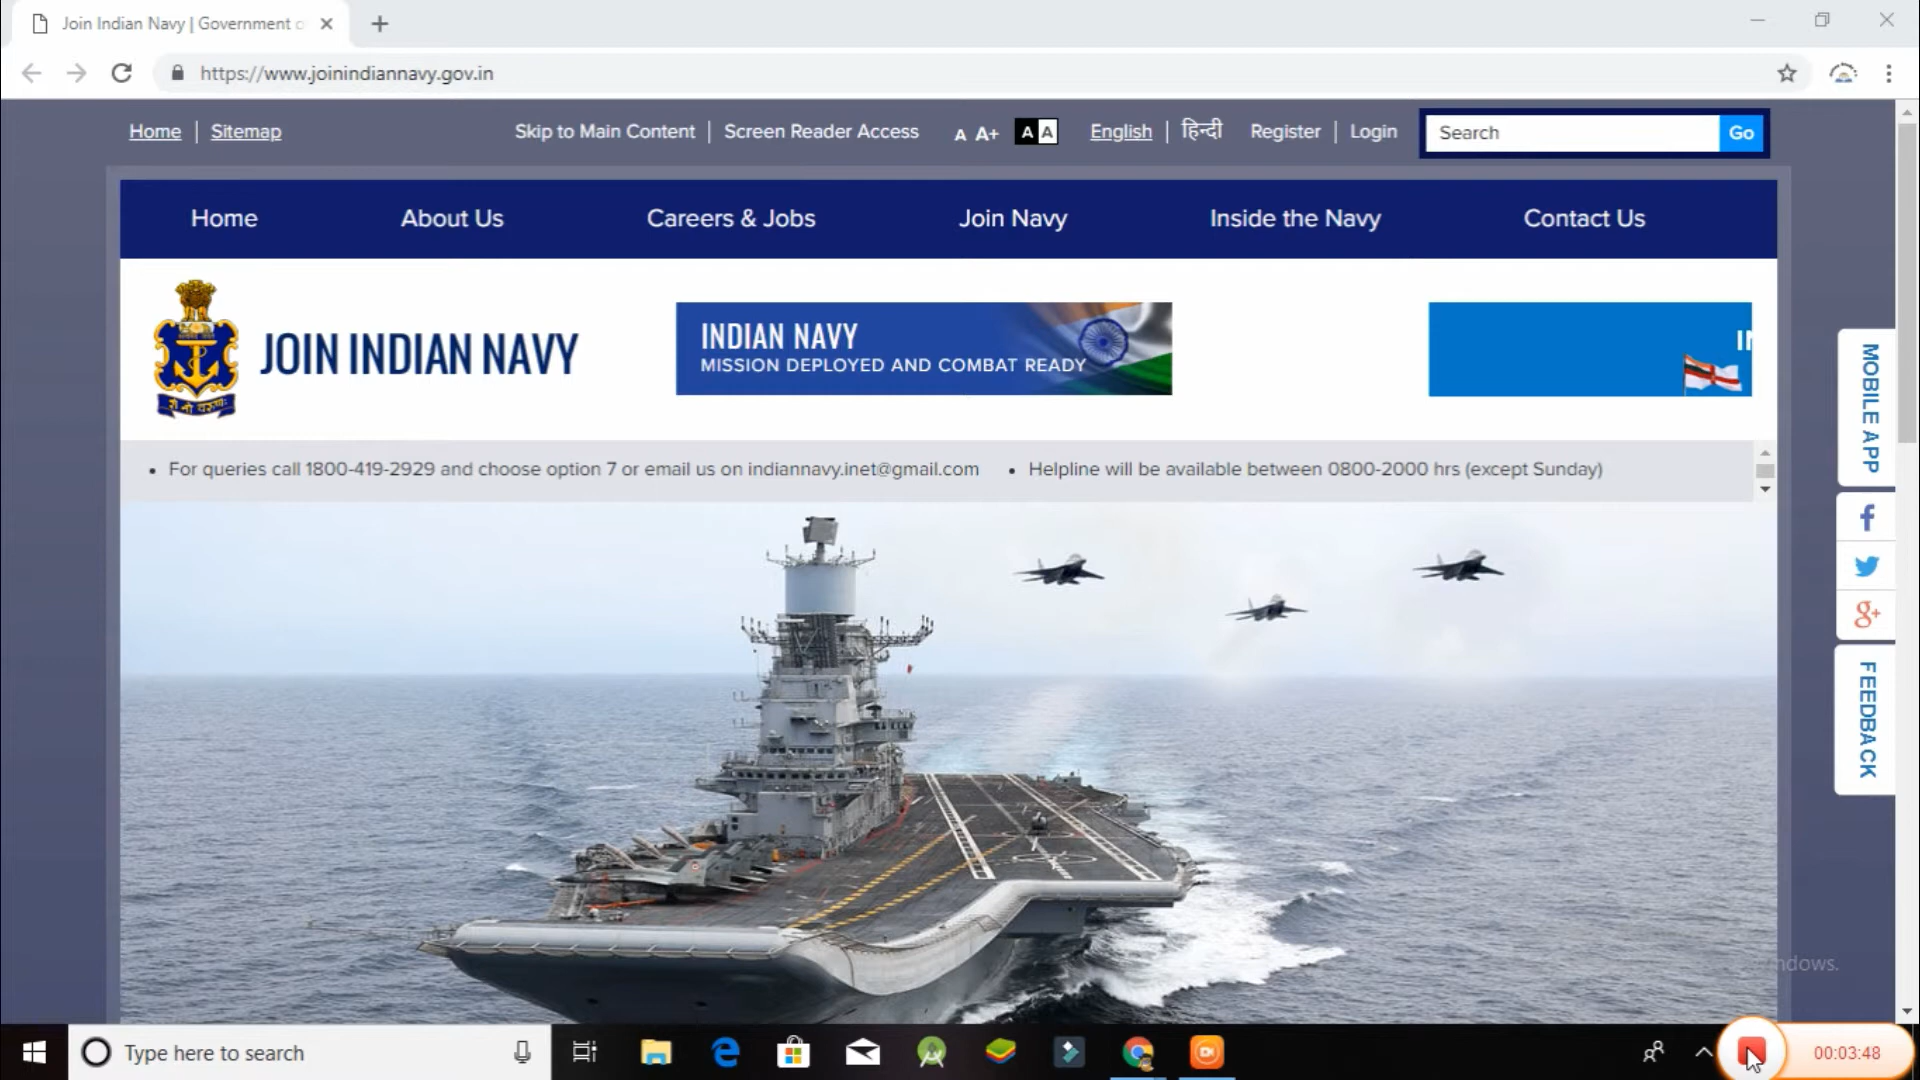 Join Indian Navy | Government o
https://www.joinindiannavy.gov.in
Home | Sitemap
Skip to Main Content | Screen Reader Access
A A+ A A
English | हिन्दी
Register | Login
Search
Go
Home
About Us
Careers & Jobs
Join Navy
Inside the Navy
Contact Us
JOIN INDIAN NAVY
INDIAN NAVY
MISSION DEPLOYED AND COMBAT READY
• For queries call 1800-419-2929 and choose option 7 or email us on indiannavy.inet@gmail.com
• Helpline will be available between 0800-2000 hrs (except Sunday)
MOBILE APP
FEEDBACK
ndows.
Type here to search
00:03:48